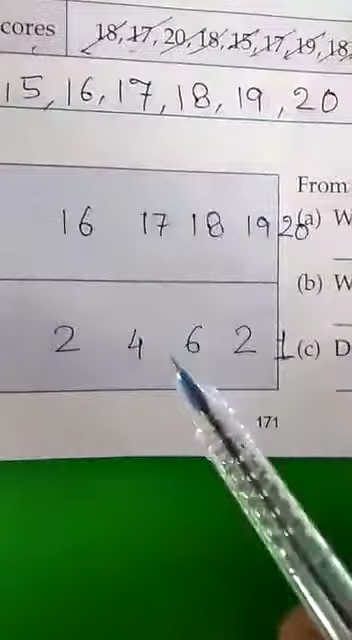 cores 18, 17, 20, 18, 15, 17, 19, 18
15, 16, 17, 18, 19, 20
From
16 17 18 19 20 (a) W
(b) W
2 4 6 2 1 (c) D
171